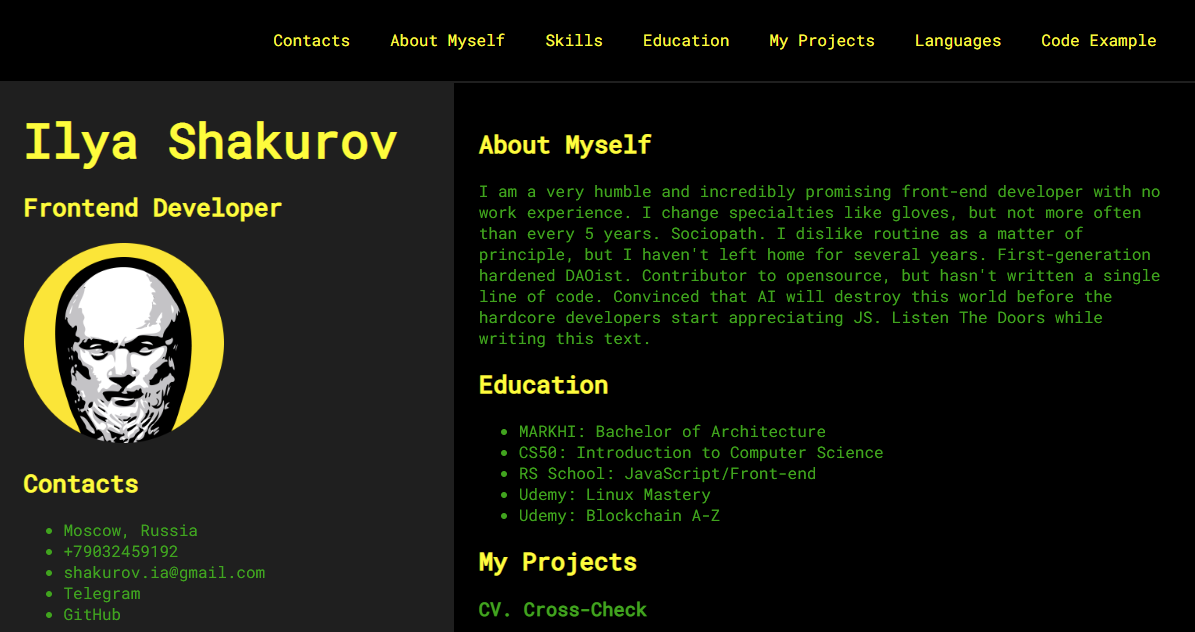 Contacts About Myself Skills Education My Projects Languages Code Example
Ilya Shakurov
Frontend Developer
Contacts
Moscow, Russia
+79032459192
shakurov.ia@gmail.com
Telegram
GitHub
About Myself
I am a very humble and incredibly promising front-end developer with no
work experience. I change specialties like gloves, but not more often
than every 5 years. Sociopath. I dislike routine as a matter of
principle, but I haven't left home for several years. First-generation
hardened DAOist. Contributor to opensource, but hasn't written a single
line of code. Convinced that AI will destroy this world before the
hardcore developers start appreciating JS. Listen The Doors while
writing this text.
Education
MARKHI: Bachelor of Architecture
CS50: Introduction to Computer Science
RS School: JavaScript/Front-end
Udemy: Linux Mastery
Udemy: Blockchain A-Z
My Projects
CV. Cross-Check